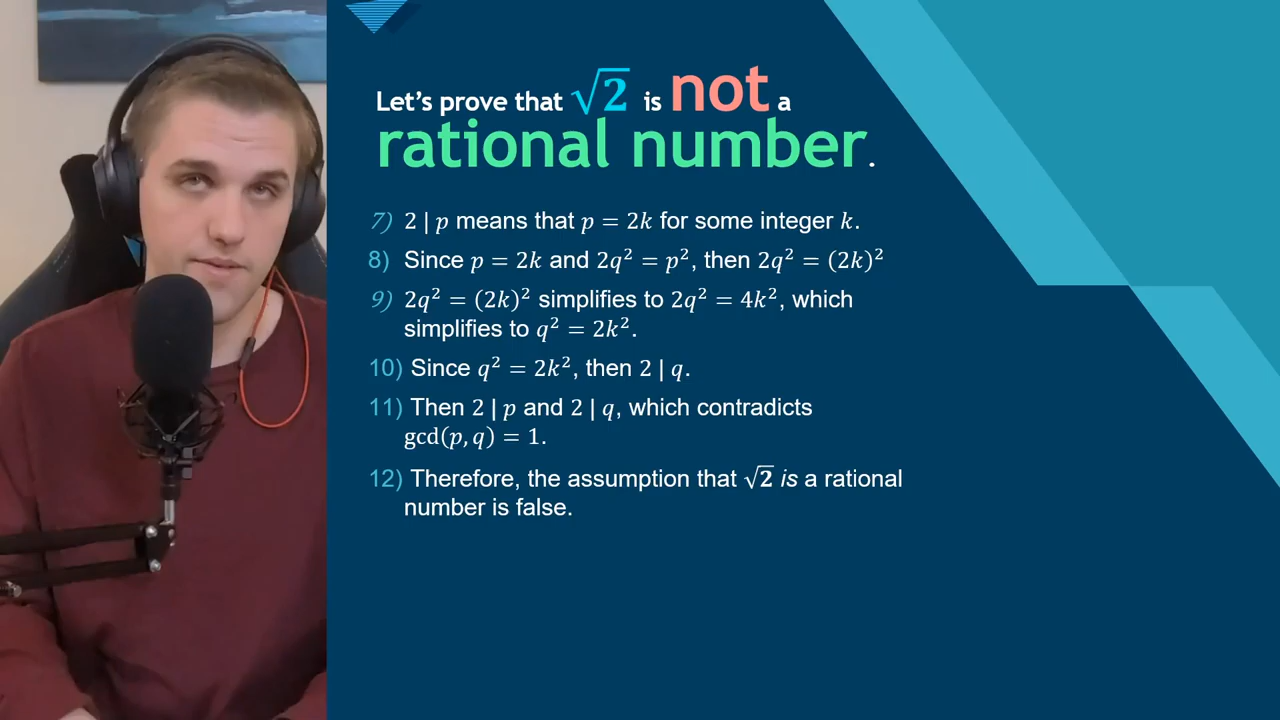 Let's prove that √2 is not a
rational number.
7) 2 | p means that p = 2k for some integer k.
8) Since p = 2k and 2q² = p², then 2q² = (2k)²
9) 2q² = (2k)² simplifies to 2q² = 4k², which
simplifies to q² = 2k².
10) Since q² = 2k², then 2 | q.
11) Then 2 | p and 2 | q, which contradicts
gcd(p, q) = 1.
12) Therefore, the assumption that √2 is a rational
number is false.